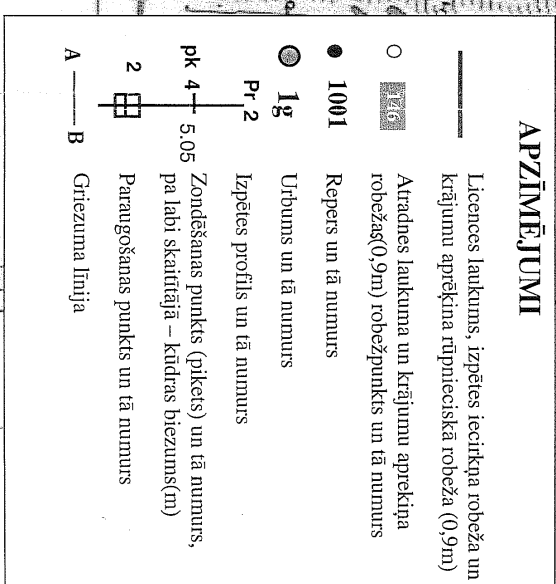 APZĪMĒJUMI
Licences laukums, izpētes iecirkņa robeža un
krājumu aprēķina rūpnieciskā robeža (0,9m)
146 Atradnes laukuma un krājumu aprēķina
robežas(0,9m) robežpunkts un tā numurs
1001 Repers un tā numurs
1g Urbums un tā numurs
Pr 2 Izpētes profils un tā numurs
pk 4 5.05 Zondēšanas punkts (pikets) un tā numurs,
pa labi skaitītājā – kūdras biezums(m)
2 Paraugošanas punkts un tā numurs
A B Griezuma līnija